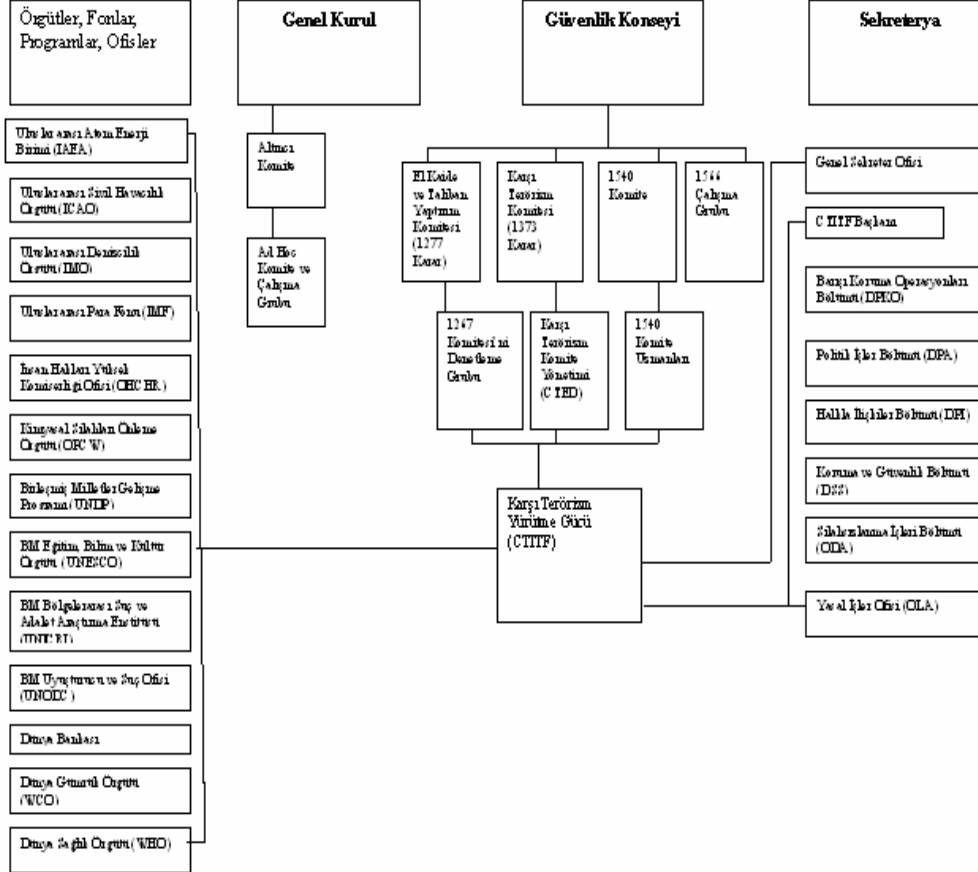 Örgütler, Fonlar,
Programlar, Ofisler
Uluslararası Atom Enerji
Birimi (IAEA)
Uluslararası Sivil Havacılık
Örgütü (ICAO)
Uluslararası Denizcilik
Örgütü (IMO)
Uluslararası Para Fonu (IMF)
İnsan Hakları Yüksek
Komiserliği Ofisi (OHCHR)
Kimyasal Silahları Önleme
Örgütü (OPCW)
Birleşmiş Milletler Gelişme
Programı (UNDP)
BM Eğitim, Bilim ve Kültür
Örgütü (UNESCO)
BM Bölgelerarası Suç ve
Adalet Araştırma Enstitüsü
(UNICRI)
BM Uyuşturucu ve Suç Ofisi
(UNODC)
Dünya Bankası
Dünya Gümrük Örgütü
(WCO)
Dünya Sağlık Örgütü (WHO)
Genel Kurul
Altıncı
Komite
Ad Hoc
Komite ve
Çalışma
Grubu
Güvenlik Konseyi
El Kaide
ve Taliban
Yaptırım
Komitesi
(1277
Karar)
Karşı
Terörizm
Komitesi
(1373
Karar)
1540
Komite
1566
Çalışma
Grubu
1267
Komitesi'ni
Denetleme
Grubu
Karşı
Terörizm
Komite
Yönetimi
(CTED)
1540
Komite
Uzmanları
Karşı Terörizm
Yürütme Gücü
(CTITF)
Sekreterya
Genel Sekreter Ofisi
CTITF Başkanı
Barışı Koruma Operasyonları
Bölümü (DPKO)
Politik İşler Bölümü (DPA)
Halkla İlişkiler Bölümü (DPI)
Koruma ve Güvenlik Bölümü
(DSS)
Silahsızlanma İşleri Bölümü
(ODA)
Yasal İşler Ofisi (OLA)